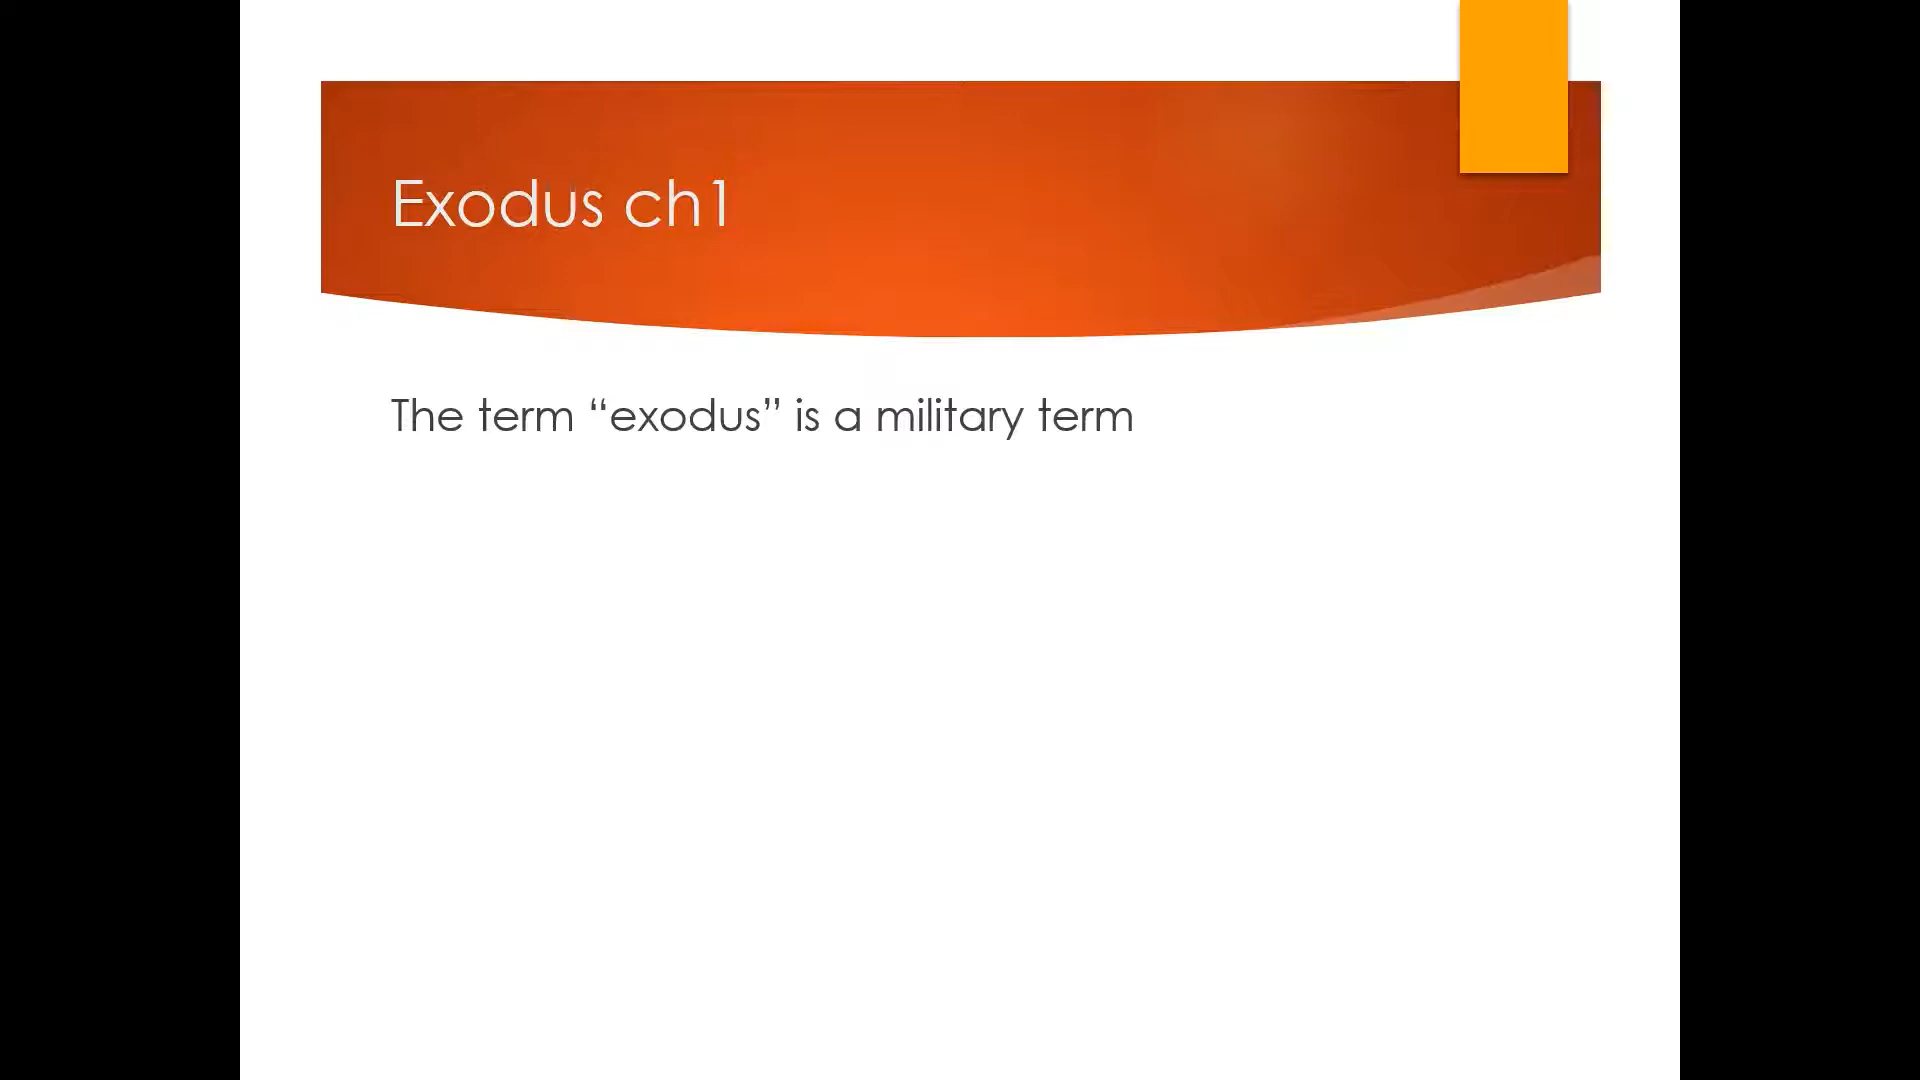 Exodus ch1
The term “exodus” is a military term